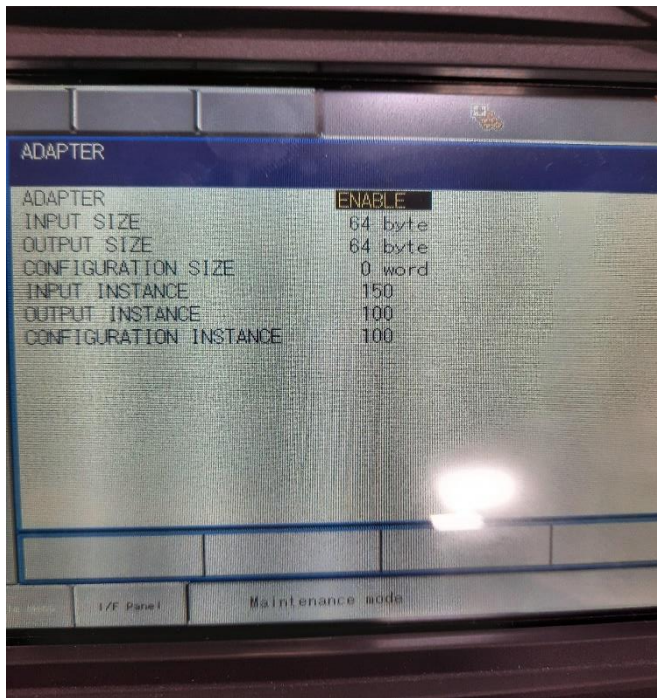 ADAPTER
ADAPTER ENABLE
INPUT SIZE 64 byte
OUTPUT SIZE 64 byte
CONFIGURATION SIZE 0 word
INPUT INSTANCE 150
OUTPUT INSTANCE 100
CONFIGURATION INSTANCE 100
I/F Panel Maintenance mode